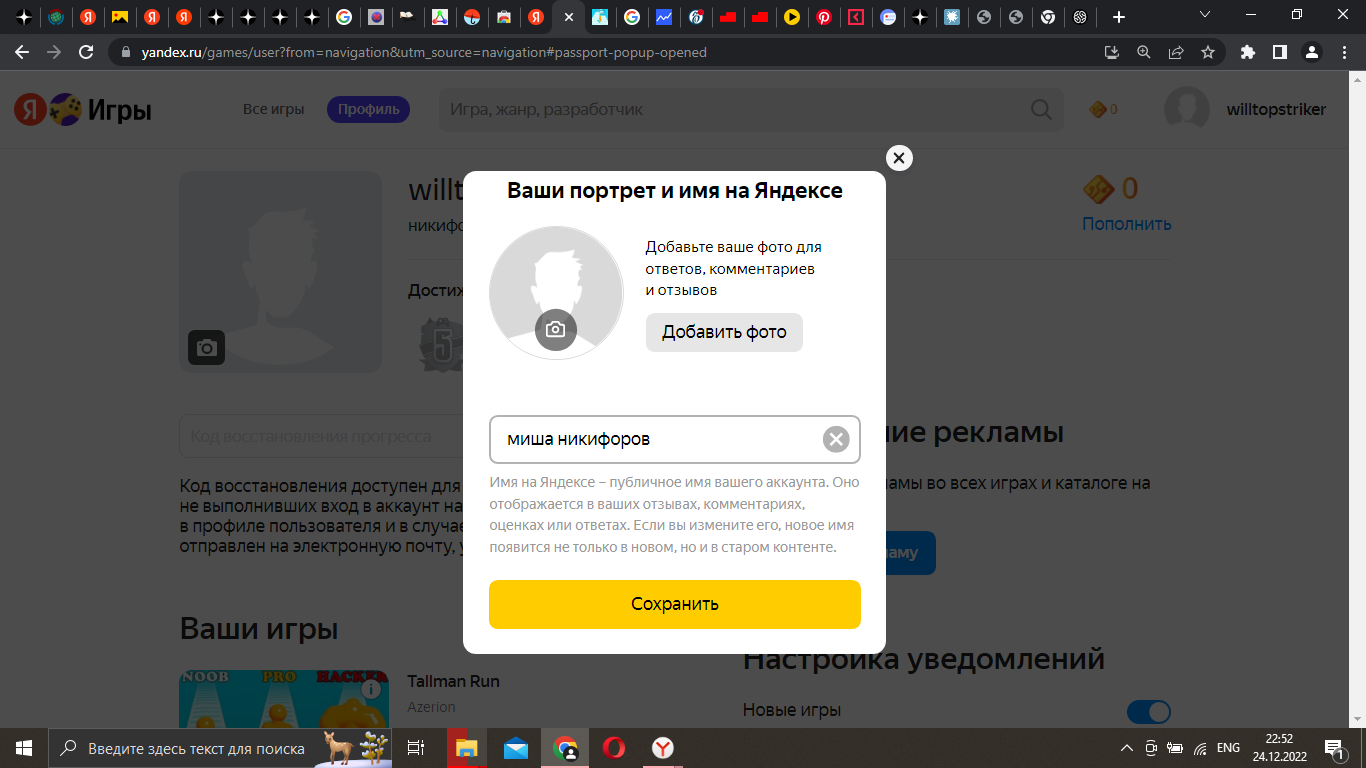 yandex.ru/games/user?from=navigation&utm_source=navigation#passport-popup-opened
Я Игры
Все игры
Профиль
Игра, жанр, разработчик
0
willtopstriker
Ваши портрет и имя на Яндексе
Добавьте ваше фото для
ответов, комментариев
и отзывов
Добавить фото
миша никифоров
Имя на Яндексе – публичное имя вашего аккаунта. Оно
отображается в ваших отзывах, комментариях,
оценках или ответах. Если вы измените его, новое имя
появится не только в новом, но и в старом контенте.
Сохранить
0
Пополнить
5
Код восстановления прогресса
рекламы
Код восстановления доступен для
не выполнивших вход в аккаунт на
в профиле пользователя и в случае
отправлен на электронную почту,
во всех играх и каталоге на
Ваши игры
NOOB PRO HACKER
Tallman Run
Azerion
Настройка уведомлений
Новые игры
Введите здесь текст для поиска
ENG
22:52
24.12.2022
1